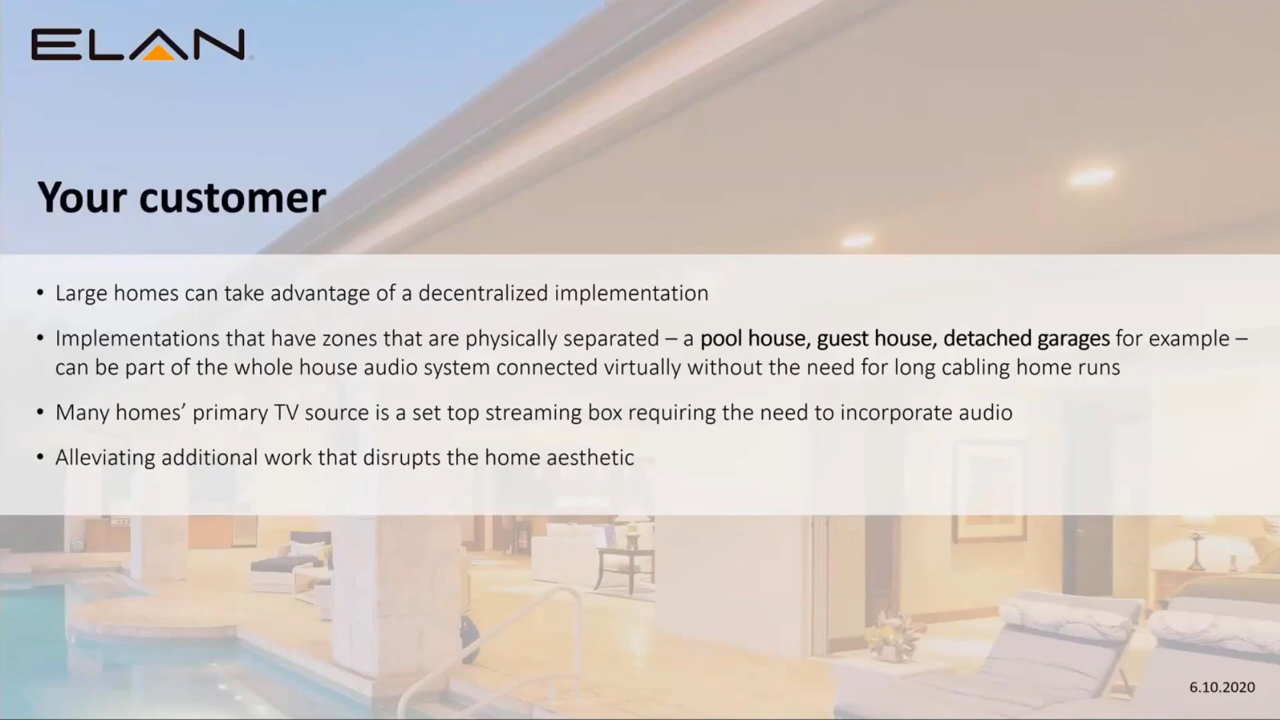 ELAN
Your customer
• Large homes can take advantage of a decentralized implementation
• Implementations that have zones that are physically separated – a pool house, guest house, detached garages for example –
can be part of the whole house audio system connected virtually without the need for long cabling home runs
• Many homes’ primary TV source is a set top streaming box requiring the need to incorporate audio
• Alleviating additional work that disrupts the home aesthetic
6.10.2020